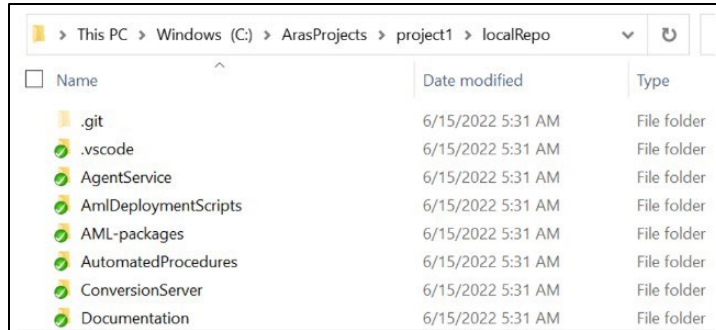 > This PC > Windows (C:) > ArasProjects > project1 > localRepo
Name Date modified Type
.git 6/15/2022 5:31 AM File folder
.vscode 6/15/2022 5:31 AM File folder
AgentService 6/15/2022 5:31 AM File folder
AmlDeploymentScripts 6/15/2022 5:31 AM File folder
AML-packages 6/15/2022 5:31 AM File folder
AutomatedProcedures 6/15/2022 5:31 AM File folder
ConversionServer 6/15/2022 5:31 AM File folder
Documentation 6/15/2022 5:31 AM File folder